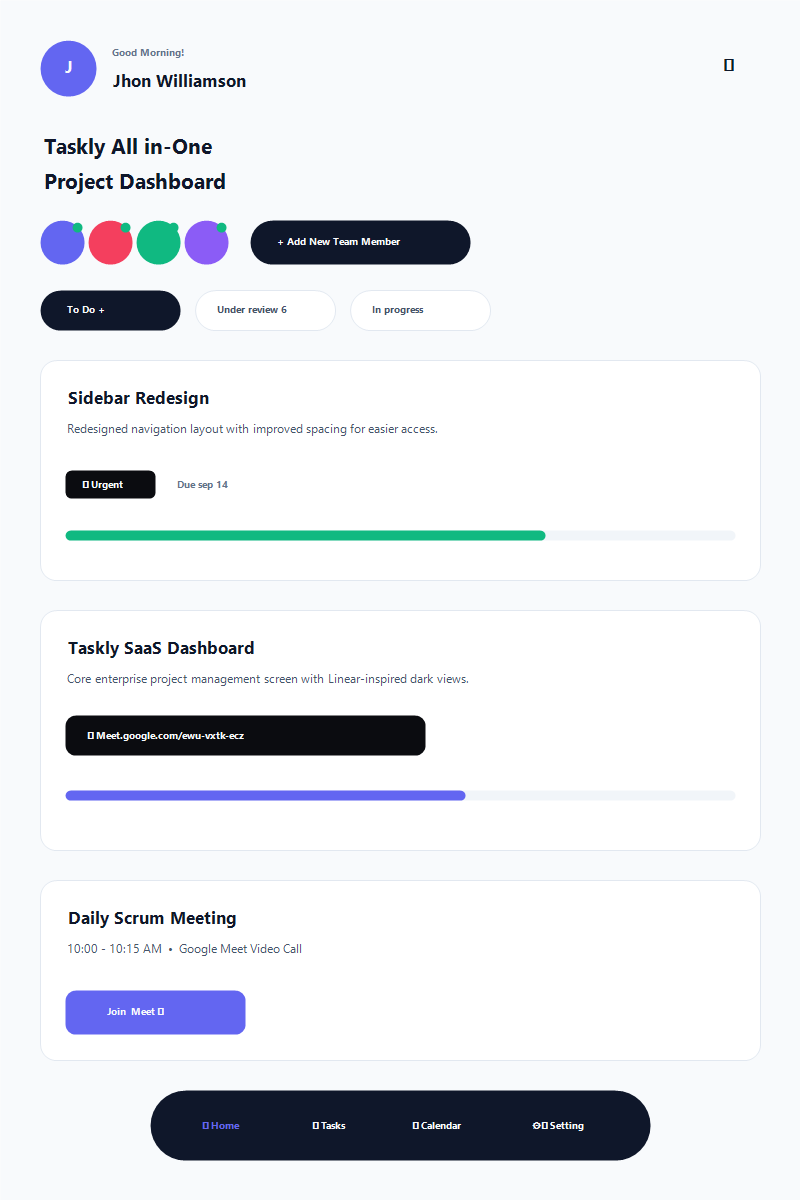 Good Morning!
J
Jhon Williamson
Taskly All in-One
Project Dashboard
+ Add New Team Member
To Do +
Under review 6
In progress
Sidebar Redesign
Redesigned navigation layout with improved spacing for easier access.
Urgent
Due sep 14
Taskly SaaS Dashboard
Core enterprise project management screen with Linear-inspired dark views.
Meet.google.com/ewu-vxtk-ecz
Daily Scrum Meeting
10:00 - 10:15 AM • Google Meet Video Call
Join Meet
Home
Tasks
Calendar
Setting